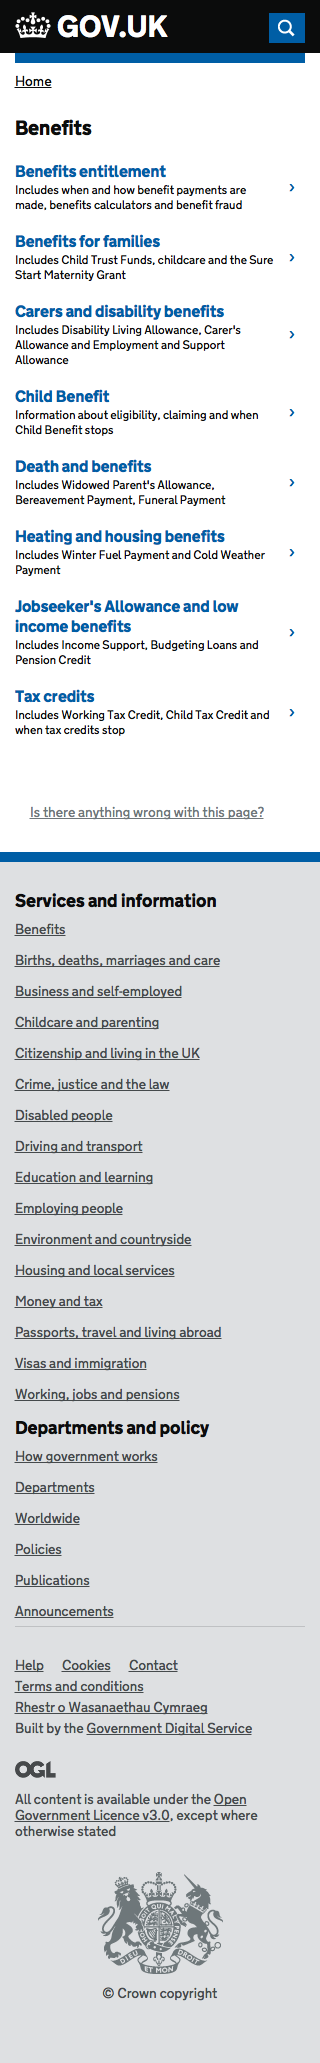 GOV.UK
Home
Benefits
Benefits entitlement
Includes when and how benefit payments are
made, benefits calculators and benefit fraud
Benefits for families
Includes Child Trust Funds, childcare and the Sure
Start Maternity Grant
Carers and disability benefits
Includes Disability Living Allowance, Carer's
Allowance and Employment and Support
Allowance
Child Benefit
Information about eligibility, claiming and when
Child Benefit stops
Death and benefits
Includes Widowed Parent's Allowance,
Bereavement Payment, Funeral Payment
Heating and housing benefits
Includes Winter Fuel Payment and Cold Weather
Payment
Jobseeker's Allowance and low
income benefits
Includes Income Support, Budgeting Loans and
Pension Credit
Tax credits
Includes Working Tax Credit, Child Tax Credit and
when tax credits stop
Is there anything wrong with this page?
Services and information
Benefits
Births, deaths, marriages and care
Business and self-employed
Childcare and parenting
Citizenship and living in the UK
Crime, justice and the law
Disabled people
Driving and transport
Education and learning
Employing people
Environment and countryside
Housing and local services
Money and tax
Passports, travel and living abroad
Visas and immigration
Working, jobs and pensions
Departments and policy
How government works
Departments
Worldwide
Policies
Publications
Announcements
Help Cookies Contact
Terms and conditions
Rhestr o Wasanaethau Cymraeg
Built by the Government Digital Service
OGL
All content is available under the Open
Government Licence v3.0, except where
otherwise stated
DIEU ET MON DROIT
© Crown copyright